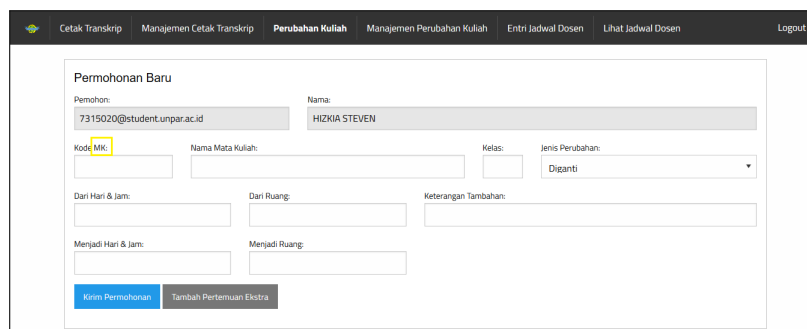 Cetak Transkrip Manajemen Cetak Transkrip Perubahan Kuliah Manajemen Perubahan Kuliah Entri Jadwal Dosen Lihat Jadwal Dosen Logout
Permohonan Baru
Pemohon: Nama:
7315020@student.unpar.ac.id HIZKIA STEVEN
Kode MK: Nama Mata Kuliah: Kelas: Jenis Perubahan:
Diganti
Dari Hari & Jam: Dari Ruang: Keterangan Tambahan:
Menjadi Hari & Jam: Menjadi Ruang:
Kirim Permohonan Tambah Pertemuan Ekstra